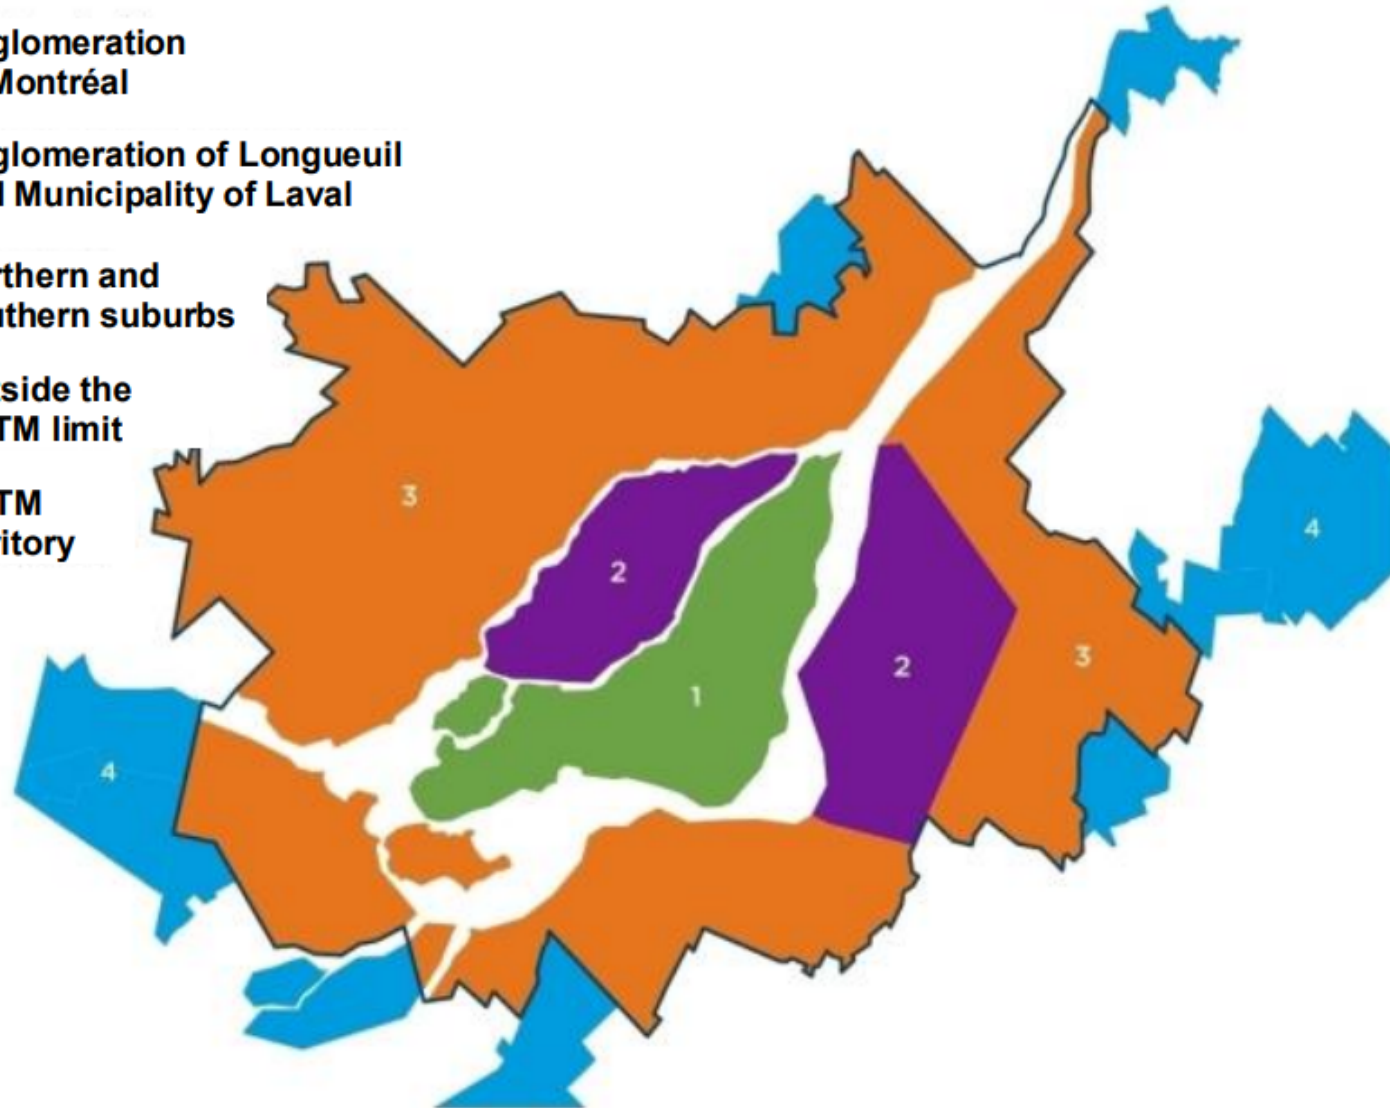 glomeration
Montréal
glomeration of Longueuil
l Municipality of Laval
rthern and
uthern suburbs
tside the
TM limit
TM
ritory
3
2
1
2
3
4
4